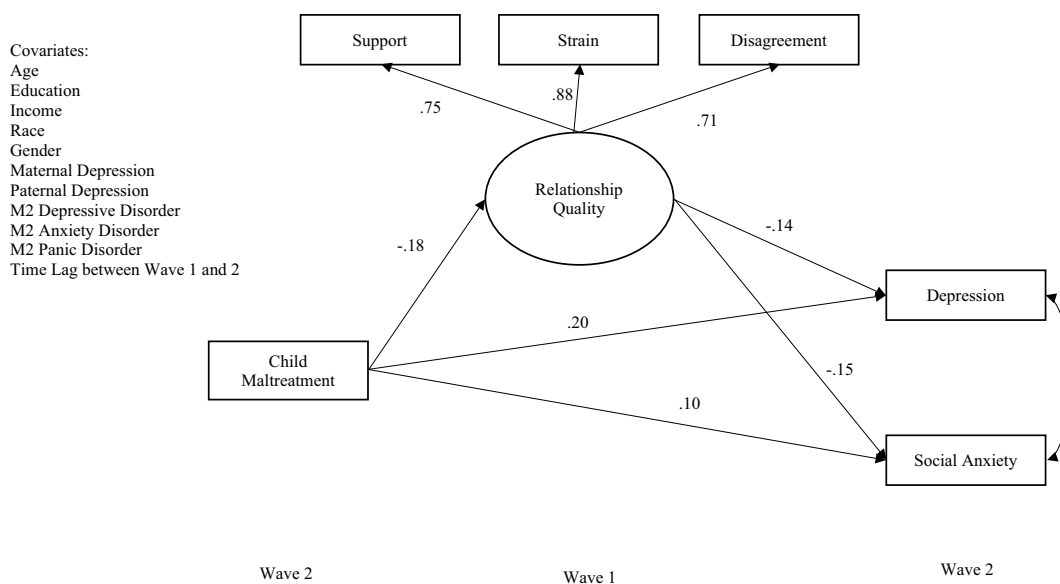 Support
Strain
Disagreement
Covariates:
Age
Education
Income
Race
Gender
Maternal Depression
Paternal Depression
M2 Depressive Disorder
M2 Anxiety Disorder
M2 Panic Disorder
Time Lag between Wave 1 and 2
.75
.88
.71
Relationship
Quality
-.18
-.14
Depression
.20
Child
Maltreatment
-.15
.10
Social Anxiety
Wave 2
Wave 1
Wave 2